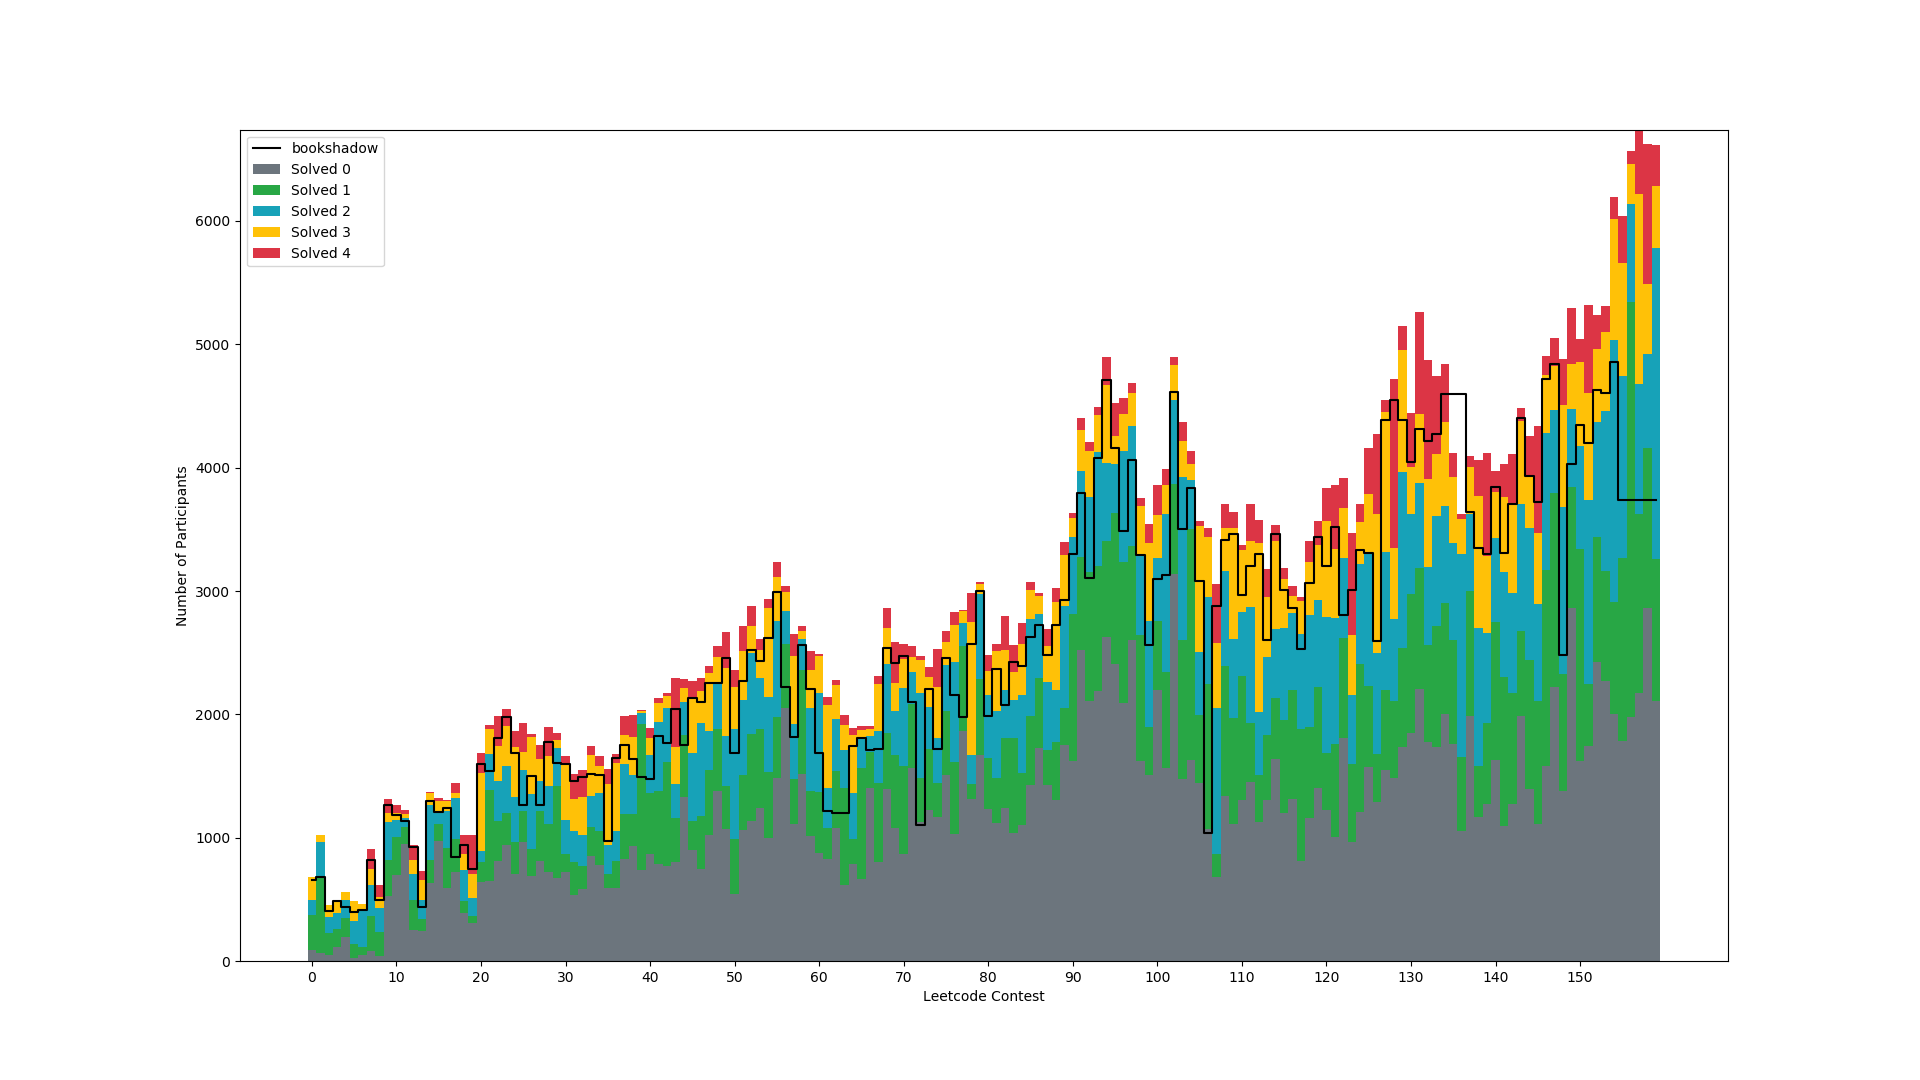 bookshadow
Solved 0
Solved 1
Solved 2
Solved 3
Solved 4
6000
5000
4000
3000
2000
1000
0
Number of Participants
0 10 20 30 40 50 60 70 80 90 100 110 120 130 140 150
Leetcode Contest